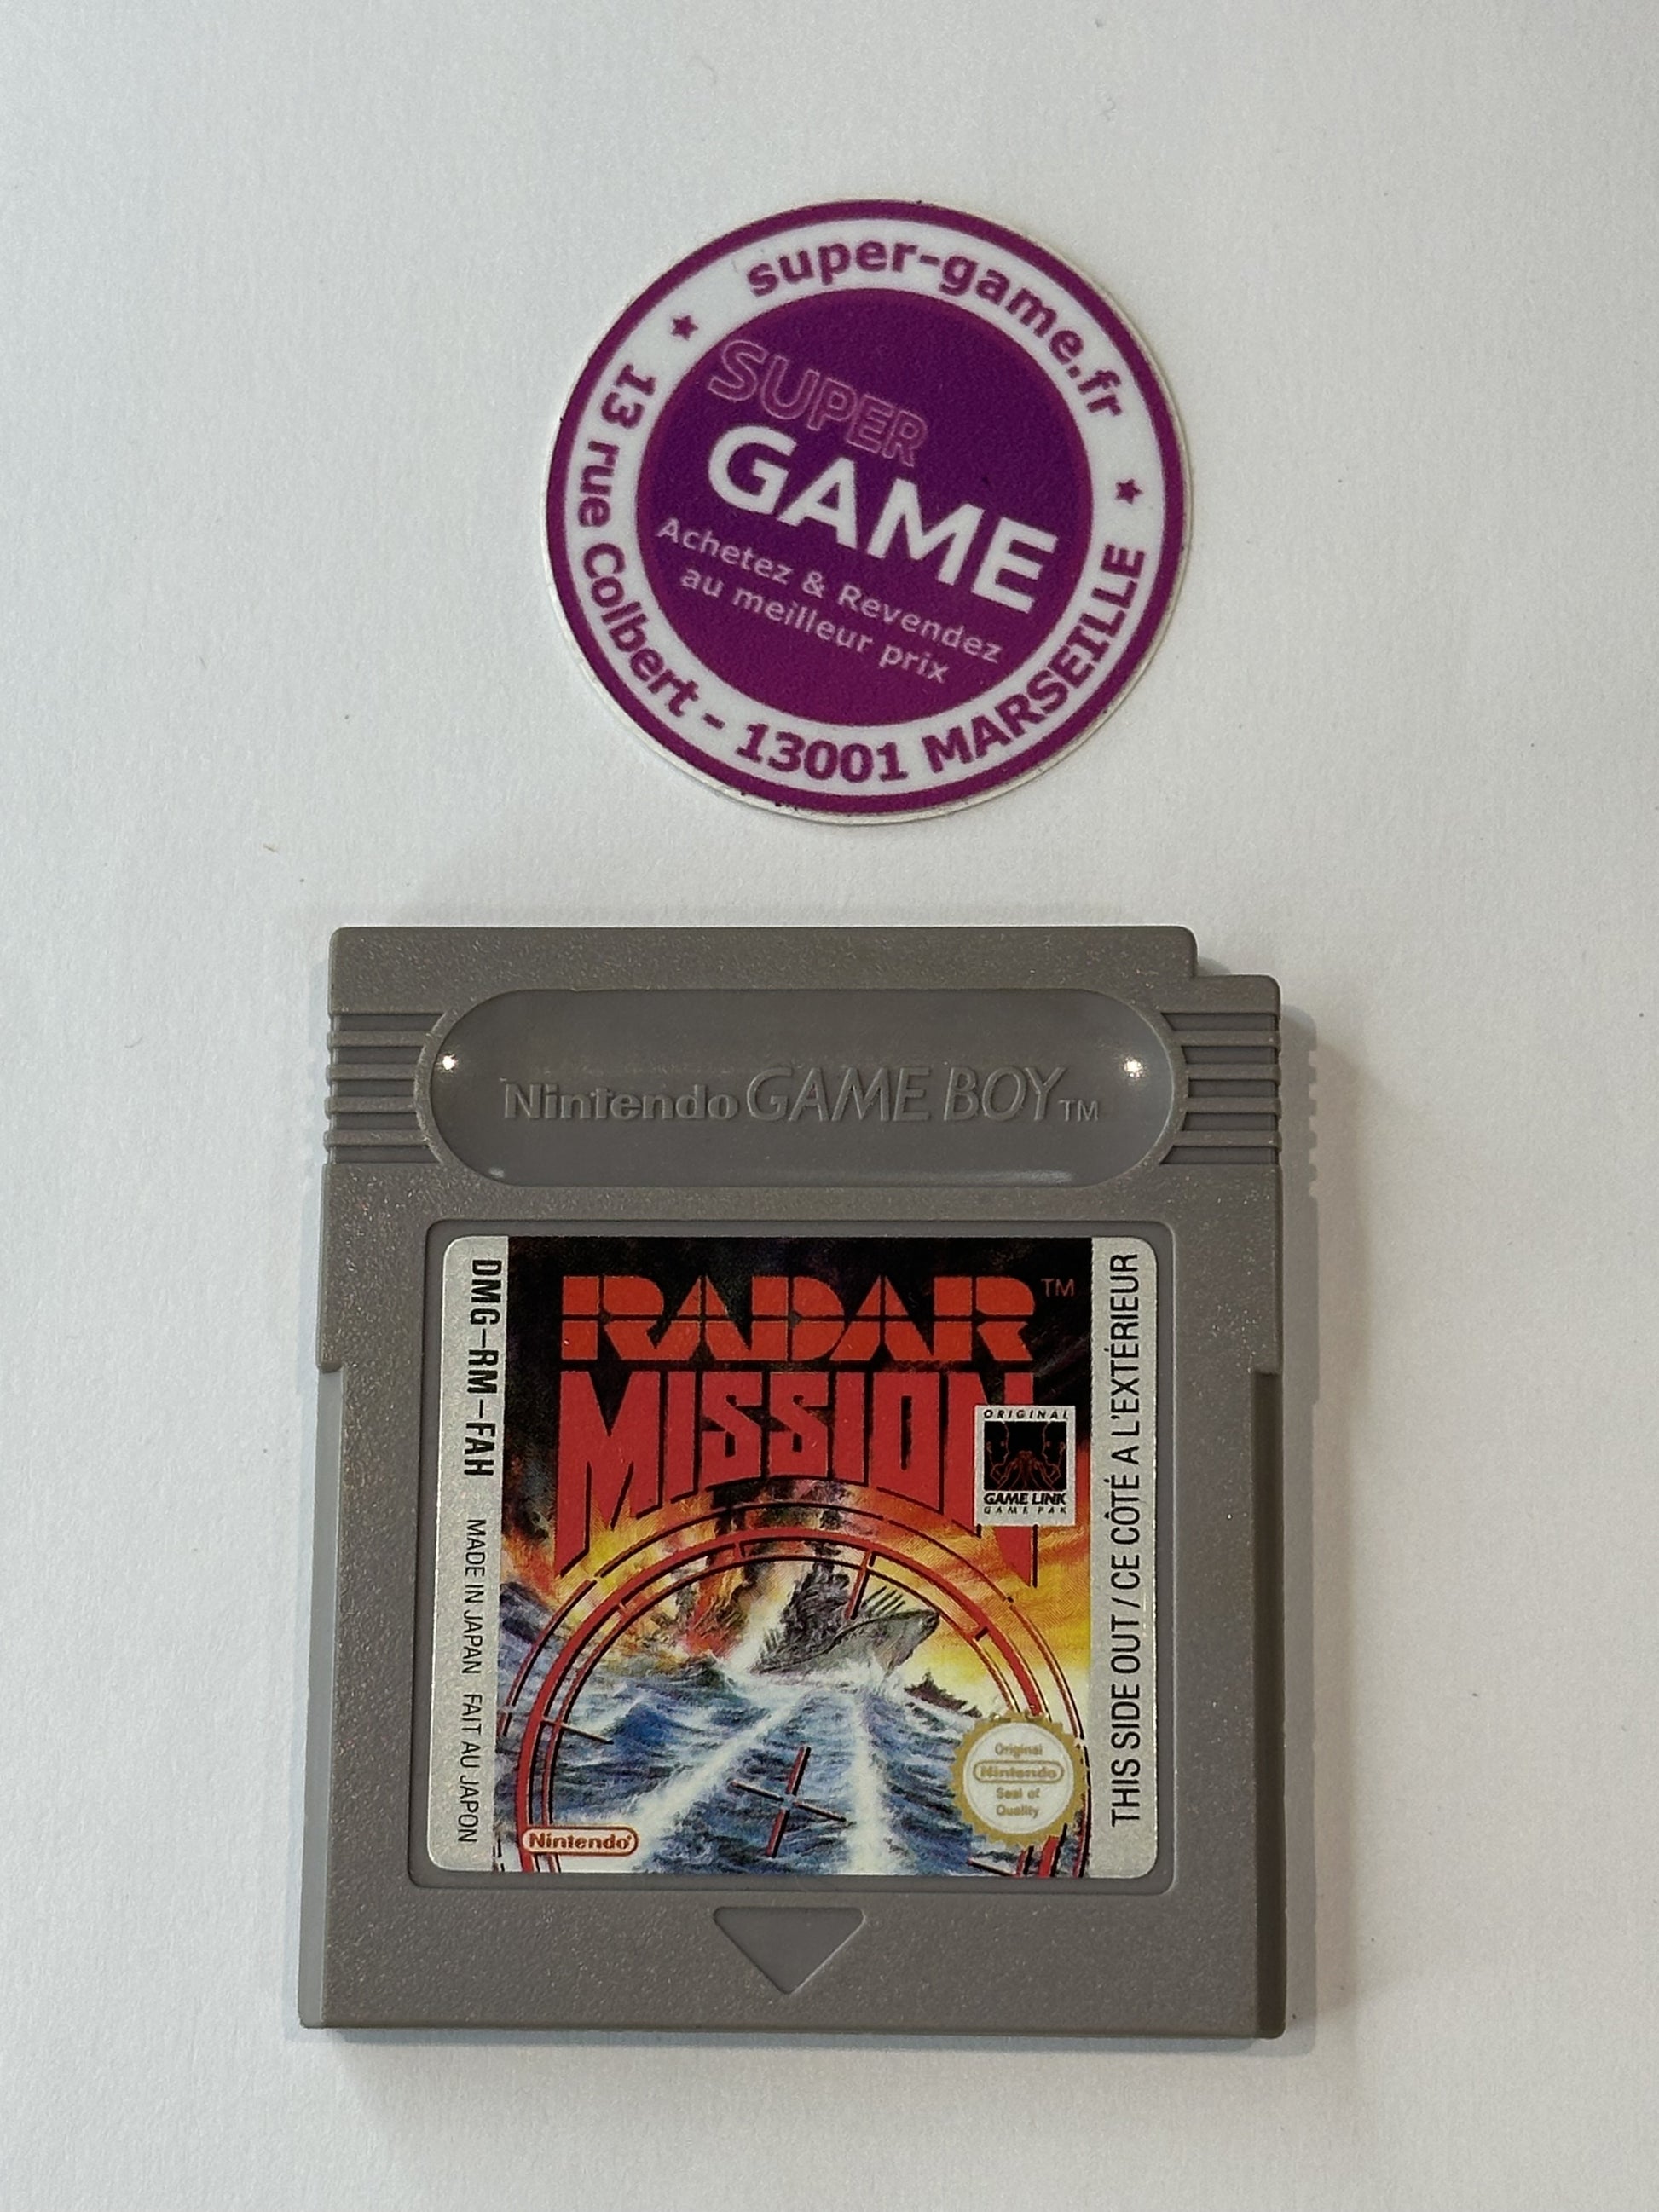 super-game.fr
SUPER
GAME
Achetez & Revendez
au meilleur prix
13 rue Colbert - 13001 MARSEILLE
Nintendo GAME BOY TM
DMG-RM-FAH MADE IN JAPAN FAIT AU JAPON
RADAR TM
MISSION
ORIGINAL
GAME LINK
GAME PAK
Original
Nintendo
Seal of
Quality
Nintendo®
THIS SIDE OUT / CE CÔTÉ A L'EXTÉRIEUR